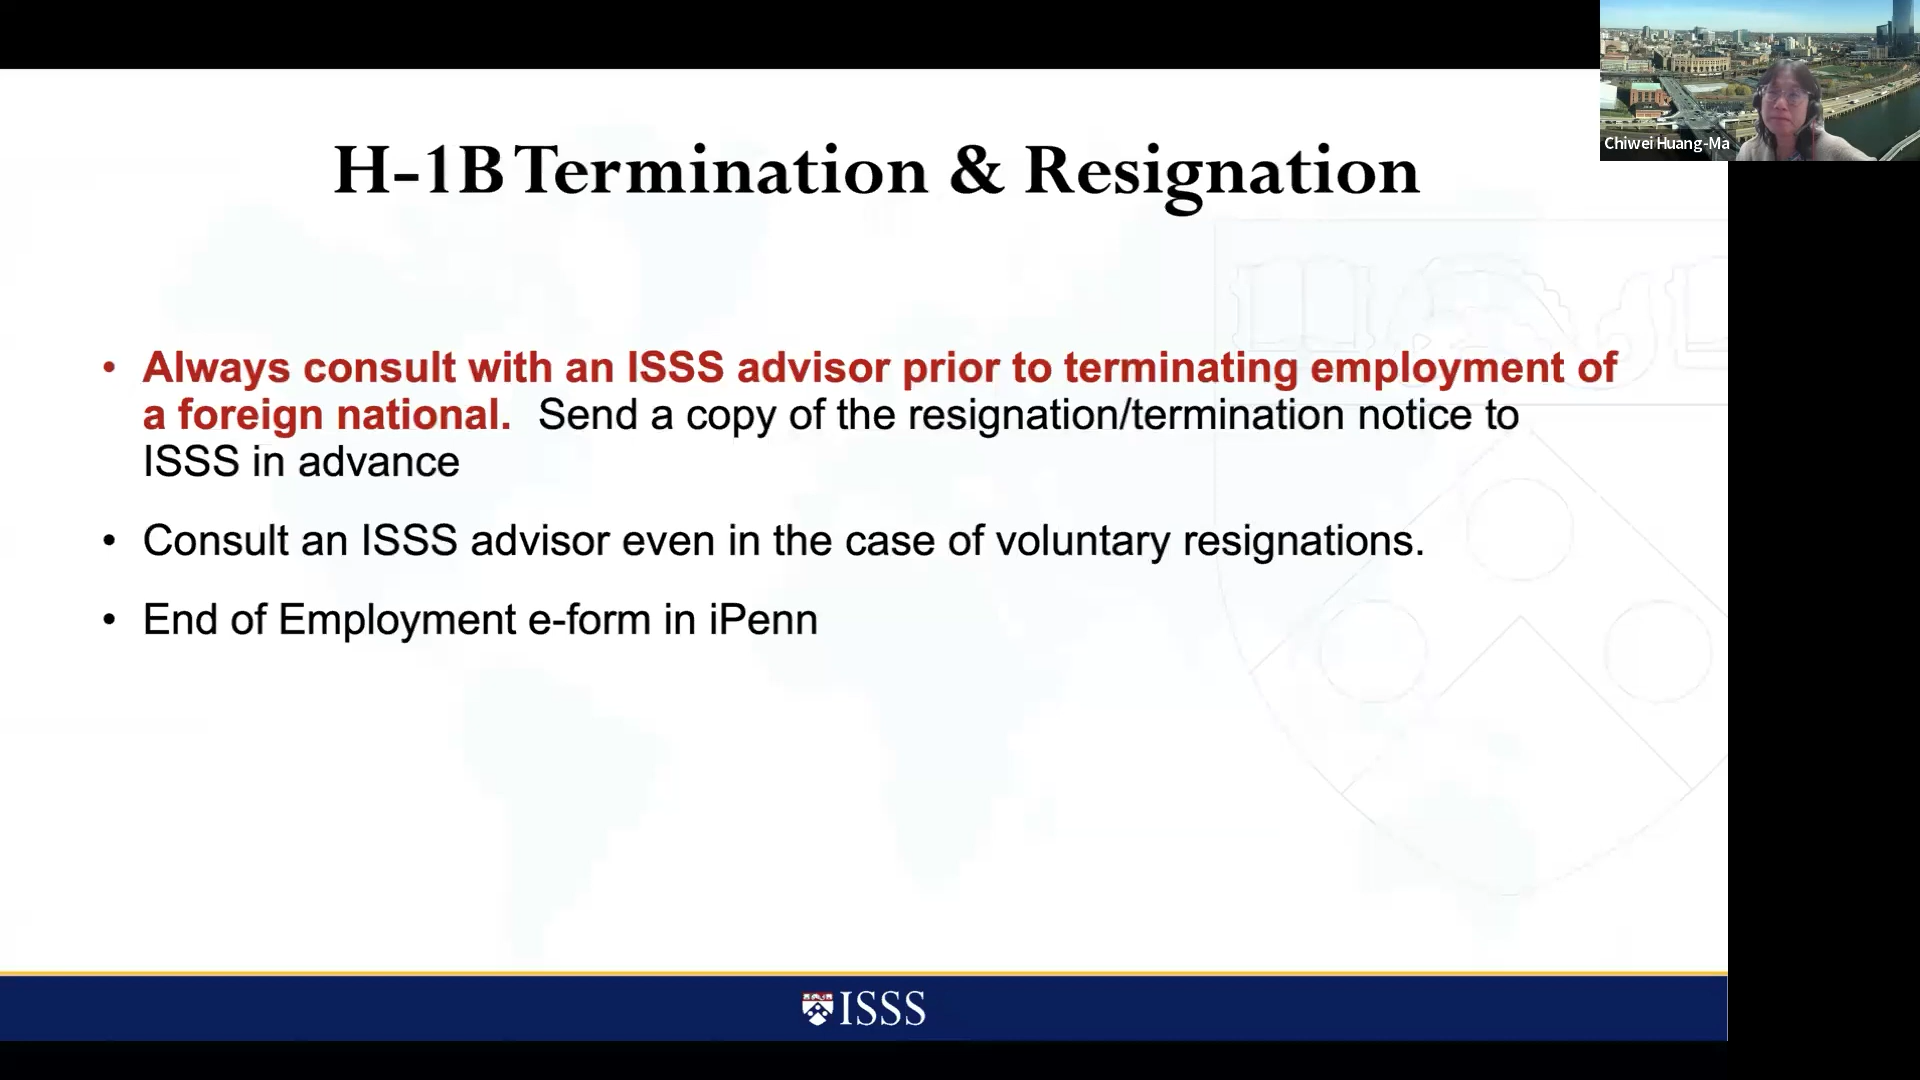 Chiwei Huang-Ma
H-1B Termination & Resignation
• Always consult with an ISSS advisor prior to terminating employment of
a foreign national. Send a copy of the resignation/termination notice to
ISSS in advance
• Consult an ISSS advisor even in the case of voluntary resignations.
• End of Employment e-form in iPenn
ISSS